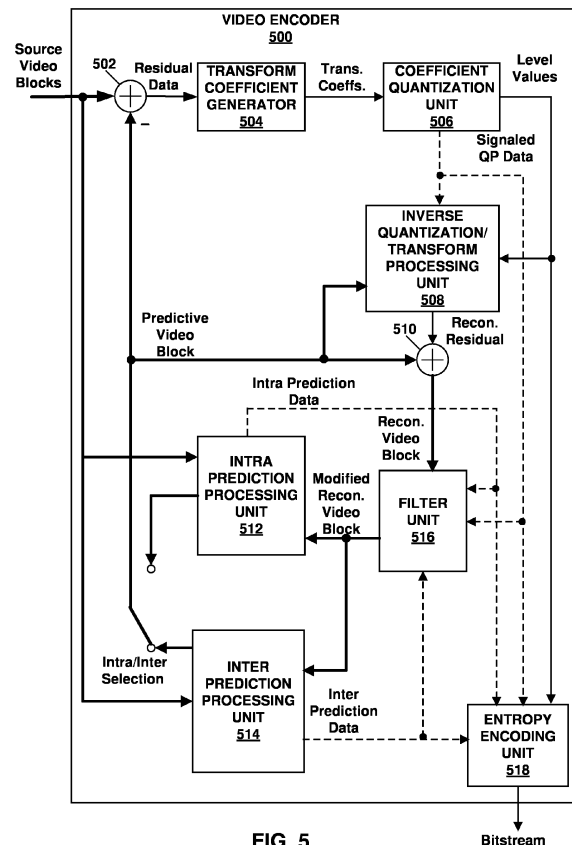 VIDEO ENCODER
500
Source
Video
Blocks
502
Residual
Data
TRANSFORM
COEFFICIENT
GENERATOR
504
Trans.
Coeffs.
COEFFICIENT
QUANTIZATION
UNIT
506
Level
Values
Signaled
QP Data
INVERSE
QUANTIZATION/
TRANSFORM
PROCESSING
UNIT
508
Predictive
Video
Block
510
Recon.
Residual
Intra Prediction
Data
Recon.
Video
Block
INTRA
PREDICTION
PROCESSING
UNIT
512
Modified
Recon.
Video
Block
FILTER
UNIT
516
Intra/Inter
Selection
INTER
PREDICTION
PROCESSING
UNIT
514
Inter
Prediction
Data
ENTROPY
ENCODING
UNIT
518
FIG. 5
Bitstream